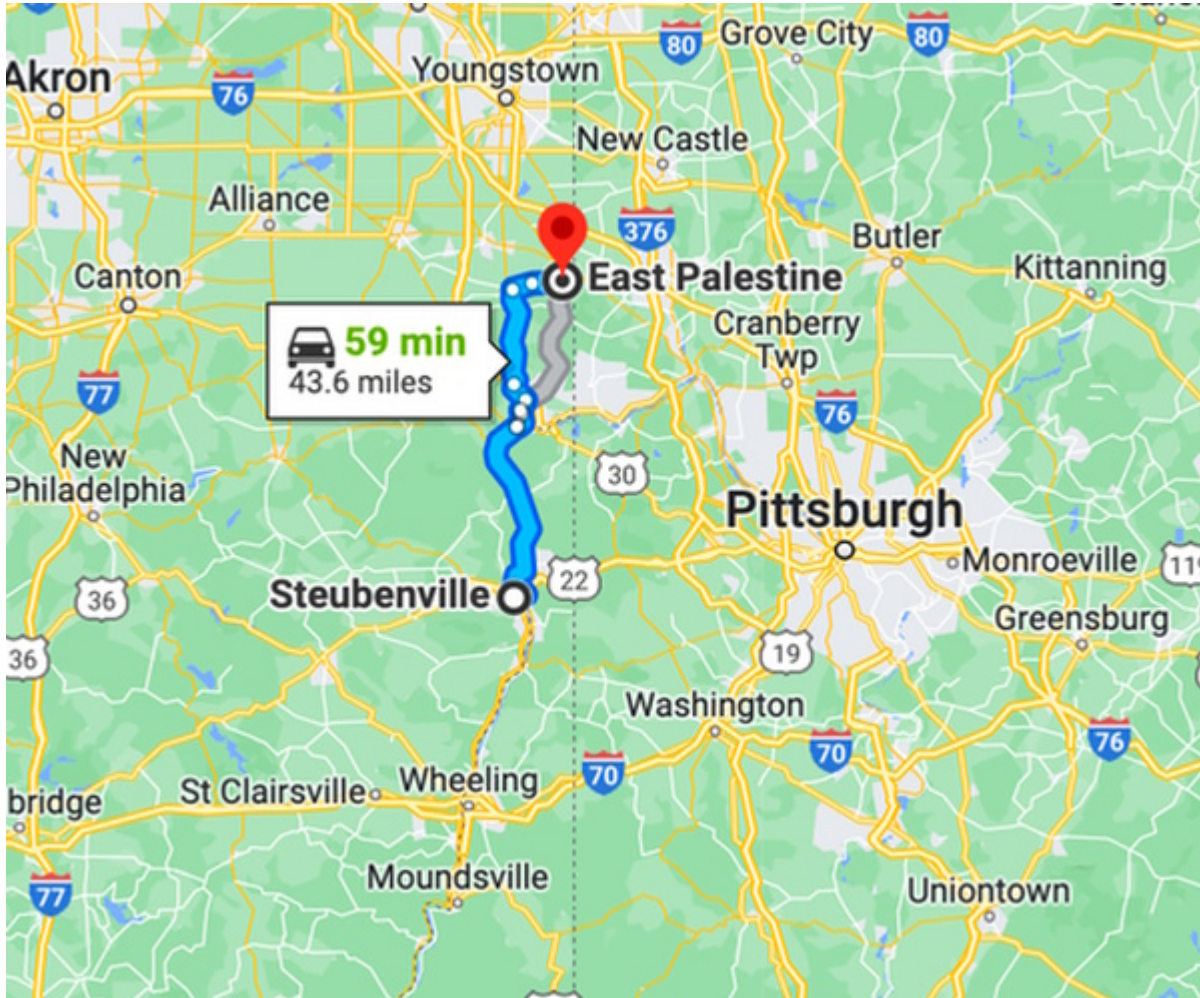 80
Grove City
80
Akron
Youngstown
76
New Castle
Alliance
376
Butler
Canton
East Palestine
Kittanning
59 min
43.6 miles
Cranberry
Twp
77
76
New
Philadelphia
30
Pittsburgh
Monroeville
22
Steubenville
36
Greensburg
36
19
Washington
70
76
70
Wheeling
St Clairsville
bridge
Moundsville
77
Uniontown